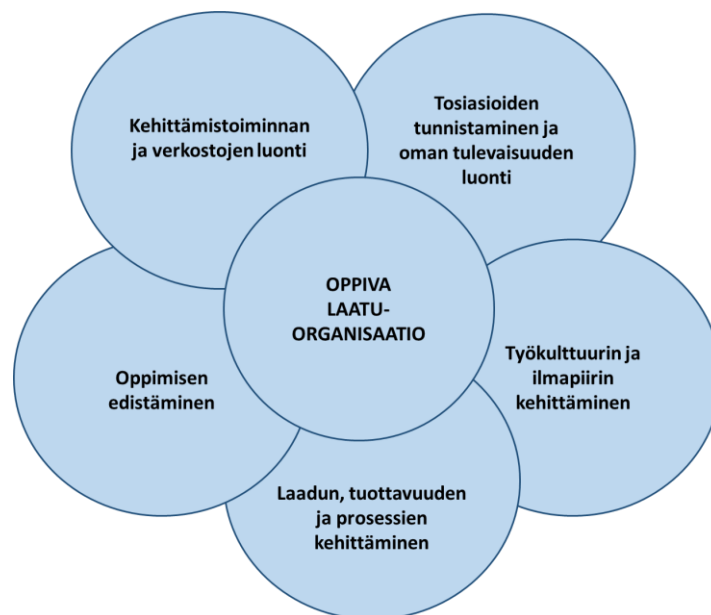 Kehittämistoiminnan
ja verkostojen luonti
Tosiasioiden
tunnistaminen ja
oman tulevaisuuden
luonti
OPPIVA
LAATU-
ORGANISAATIO
Työkulttuurin ja
ilmapiirin
kehittäminen
Oppimisen
edistäminen
Laadun, tuottavuuden
ja prosessien
kehittäminen